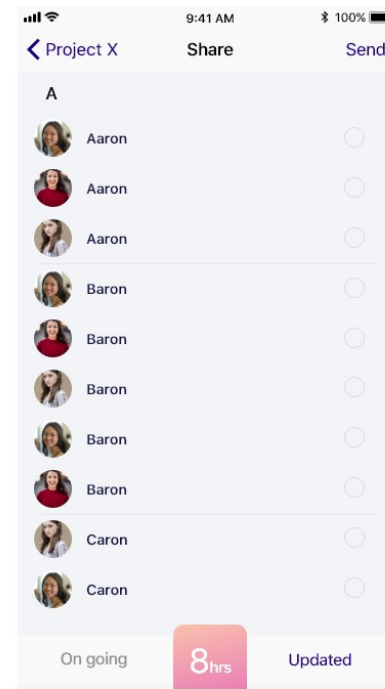 9:41 AM 100%
Project X Share Send
A
Aaron
Aaron
Aaron
Baron
Baron
Baron
Baron
Baron
Caron
Caron
On going 8hrs Updated